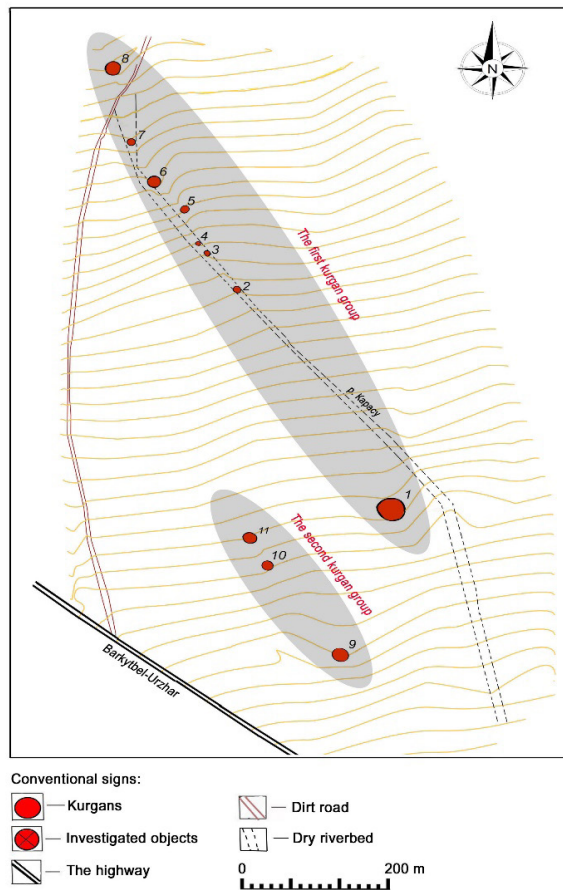 N
8
7
6
5
4
3
2
The first kurgan group
р. Карасу
1
11
The second kurgan group
10
9
Barkytbel-Urzhar
Conventional signs:
Kurgans
Dirt road
Investigated objects
Dry riverbed
The highway
0 200 m